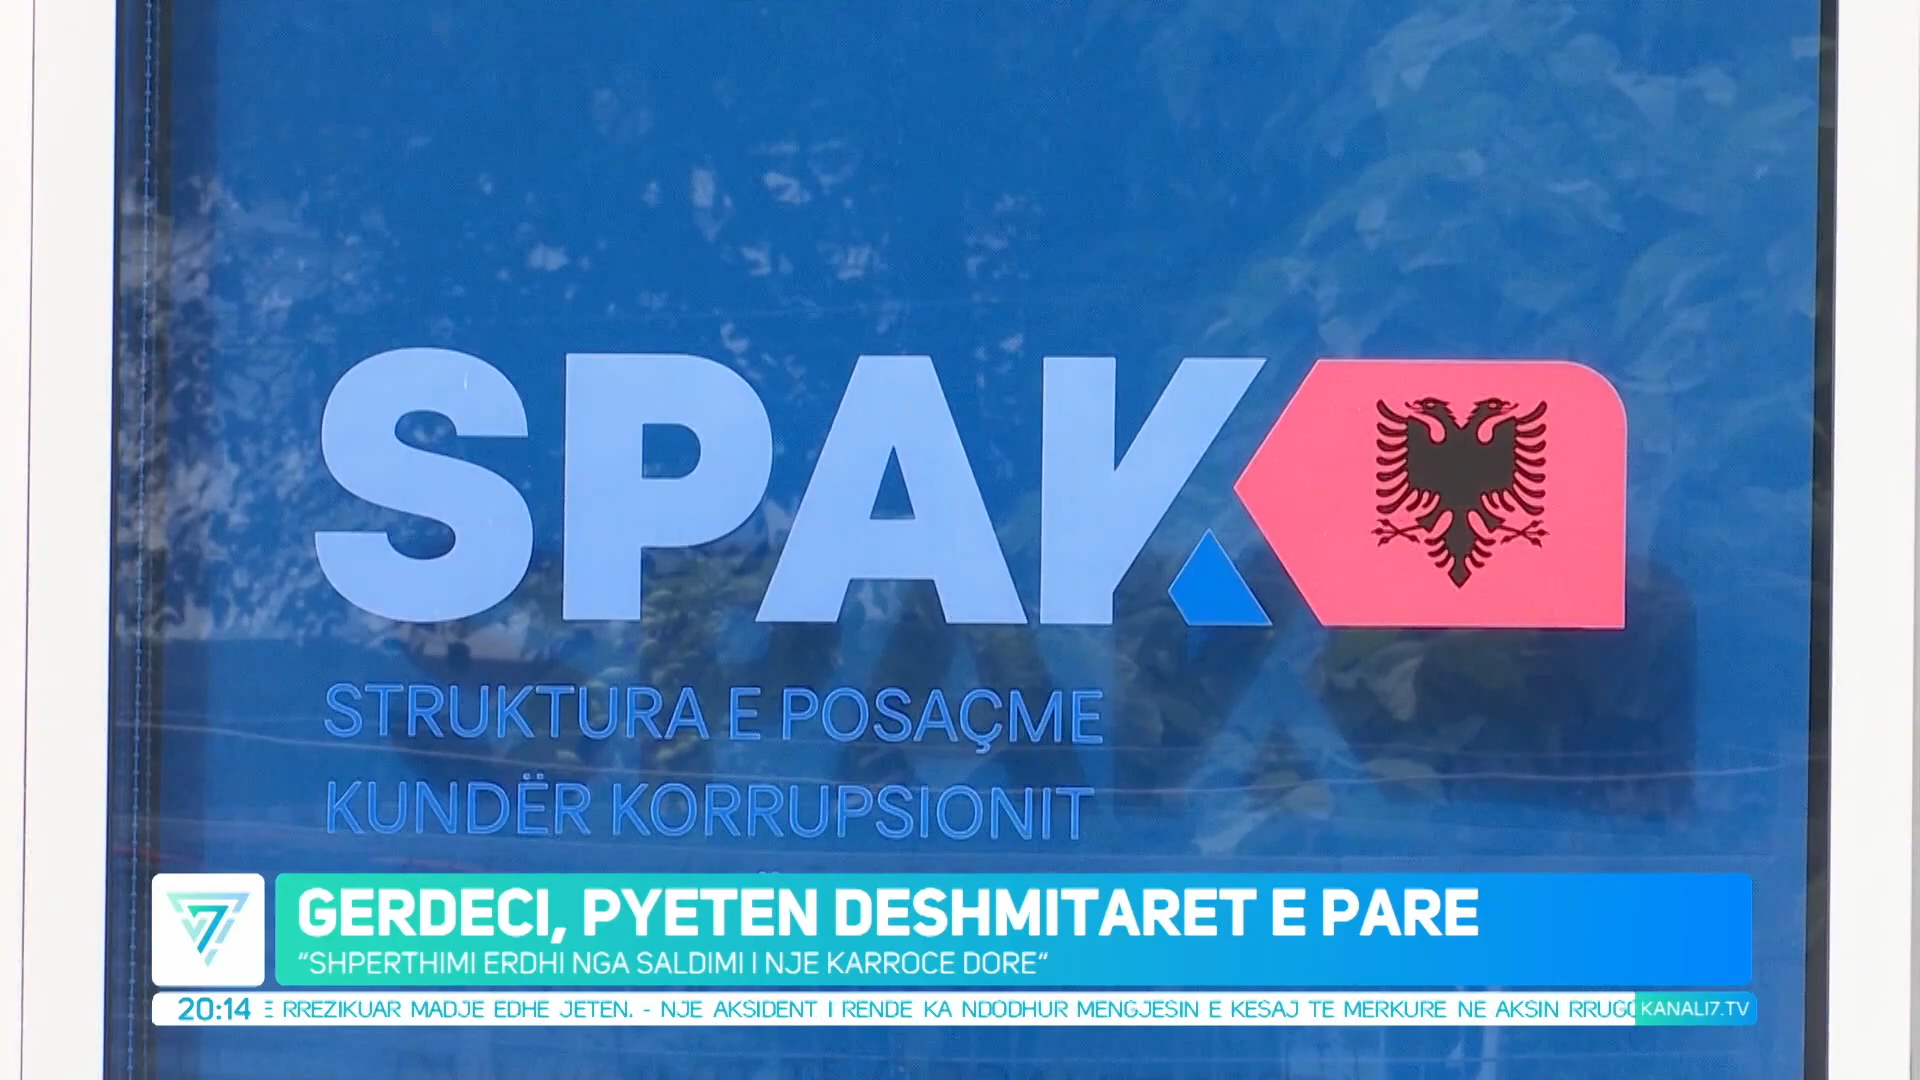 SPAK
STRUKTURA E POSAÇME
KUNDËR KORRUPSIONIT
GERDECI, PYETEN DESHMITARET E PARE
“SHPERTHIMI ERDHI NGA SALDIMI I NJE KARROCE DORE“
20:14 E RREZIKUAR MADJE EDHE JETEN. - NJE AKSIDENT I RENDE KA NDODHUR MENGJESIN E KESAJ TE MERKURE NE AKSIN KANALI7.TV